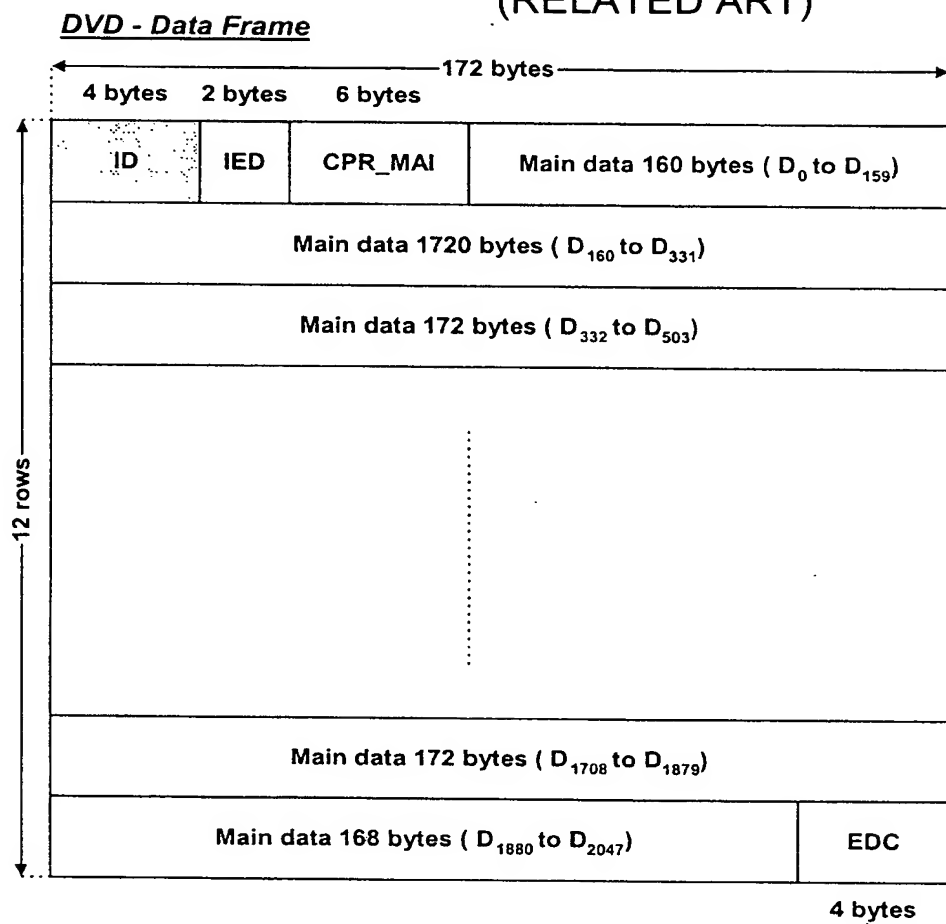 (RELATED ART)
DVD - Data Frame
172 bytes
4 bytes 2 bytes 6 bytes
ID IED CPR_MAI Main data 160 bytes ( D0 to D159)
Main data 1720 bytes ( D160 to D331)
Main data 172 bytes ( D332 to D503)
12 rows
Main data 172 bytes ( D1708 to D1879)
Main data 168 bytes ( D1880 to D2047) EDC
4 bytes